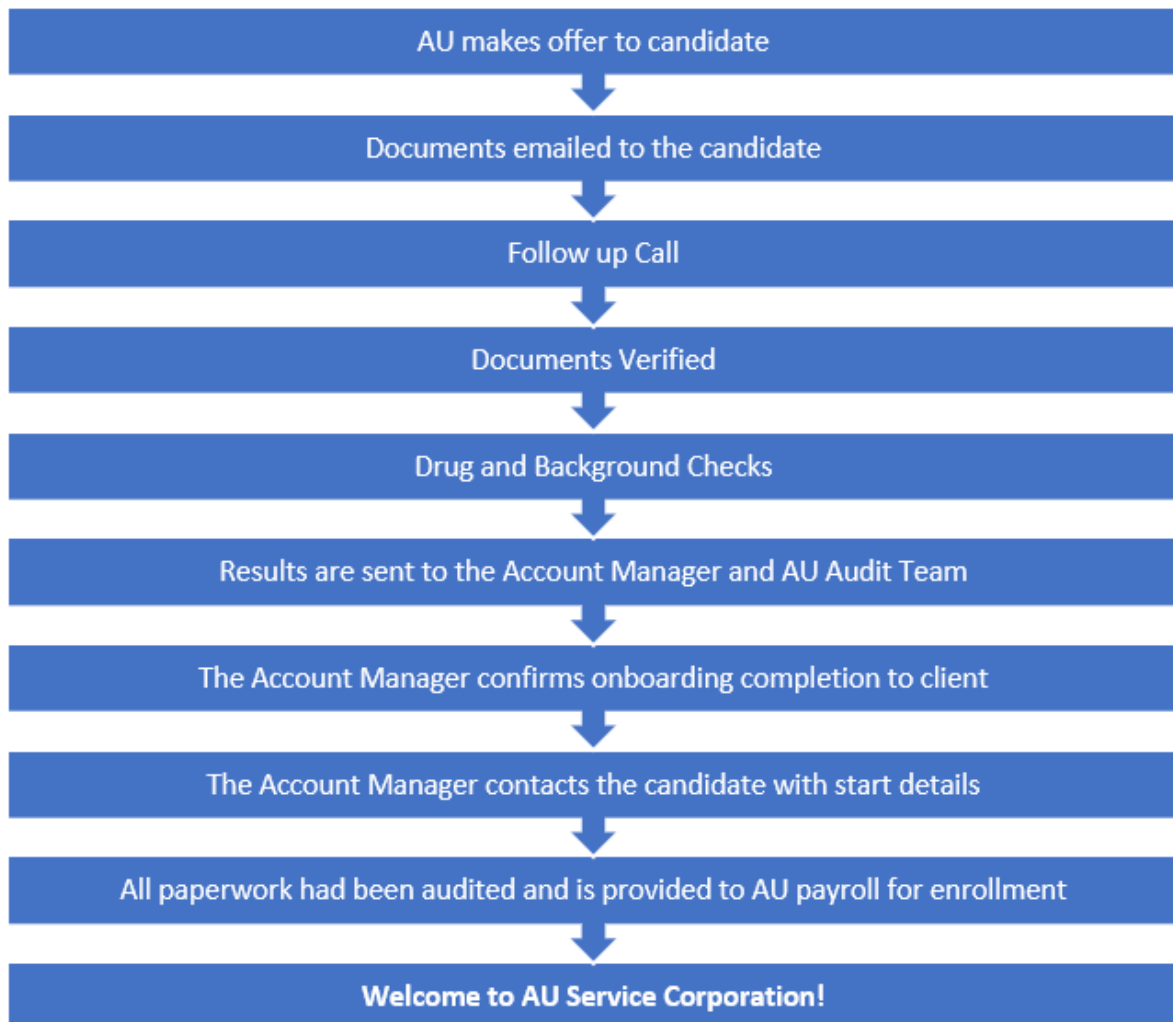 AU makes offer to candidate
Documents emailed to the candidate
Follow up Call
Documents Verified
Drug and Background Checks
Results are sent to the Account Manager and AU Audit Team
The Account Manager confirms onboarding completion to client
The Account Manager contacts the candidate with start details
All paperwork had been audited and is provided to AU payroll for enrollment
Welcome to AU Service Corporation!